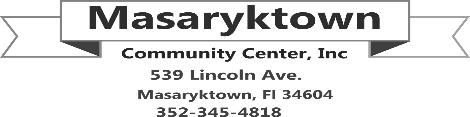 Masaryktown
Community Center, Inc
539 Lincoln Ave.
Masaryktown, Fl 34604
352-345-4818